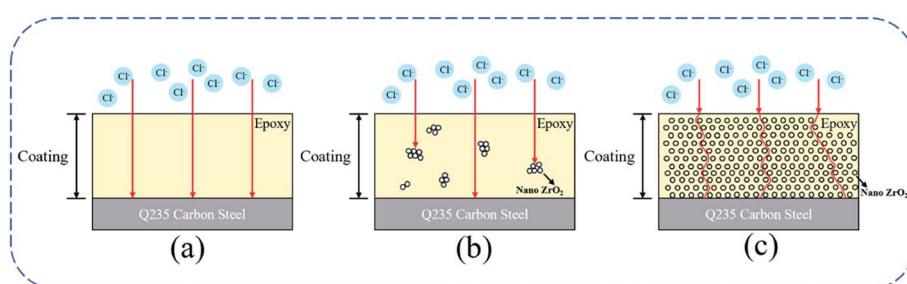 Cl⁻ Cl⁻ Cl⁻ Cl⁻ Cl⁻ Cl⁻ Cl⁻
Epoxy
Coating
Q235 Carbon Steel
(a)
Cl⁻ Cl⁻ Cl⁻ Cl⁻ Cl⁻ Cl⁻ Cl⁻
Epoxy
Coating
Nano ZrO₂
Q235 Carbon Steel
(b)
Cl⁻ Cl⁻ Cl⁻ Cl⁻ Cl⁻ Cl⁻ Cl⁻
Epoxy
Coating
Nano ZrO₂
Q235 Carbon Steel
(c)